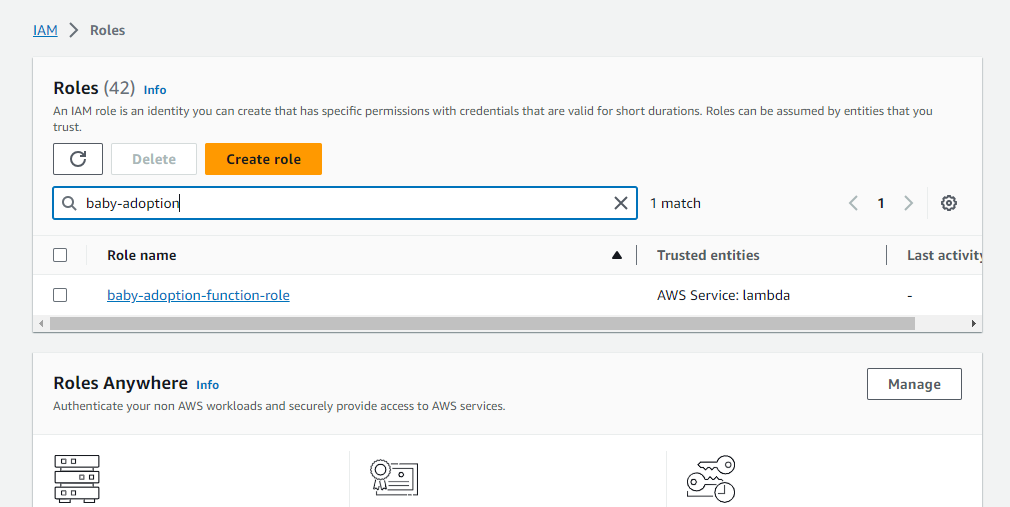 IAM > Roles
Roles (42) Info
An IAM role is an identity you can create that has specific permissions with credentials that are valid for short durations. Roles can be assumed by entities that you
trust.
Delete Create role
baby-adoption 1 match 1
Role name Trusted entities Last activity
baby-adoption-function-role AWS Service: lambda -
Roles Anywhere Info Manage
Authenticate your non AWS workloads and securely provide access to AWS services.